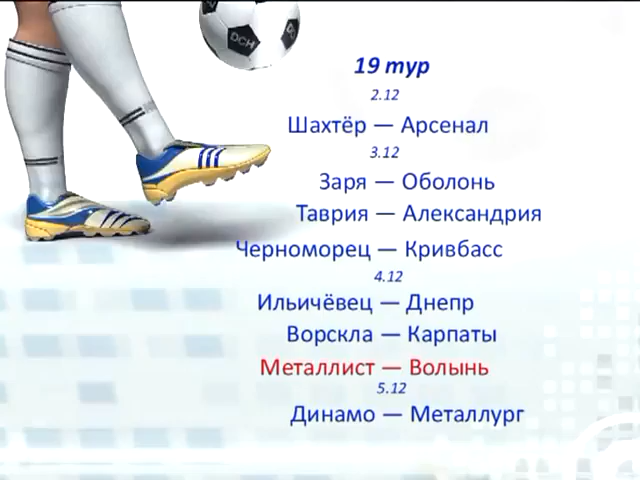 DCH
19 тур
2.12
Шахтёр — Арсенал
3.12
Заря — Оболонь
Таврия — Александрия
Черноморец — Кривбасс
4.12
Ильичёвец — Днепр
Ворскла — Карпаты
Металлист — Волынь
5.12
Динамо — Металлург